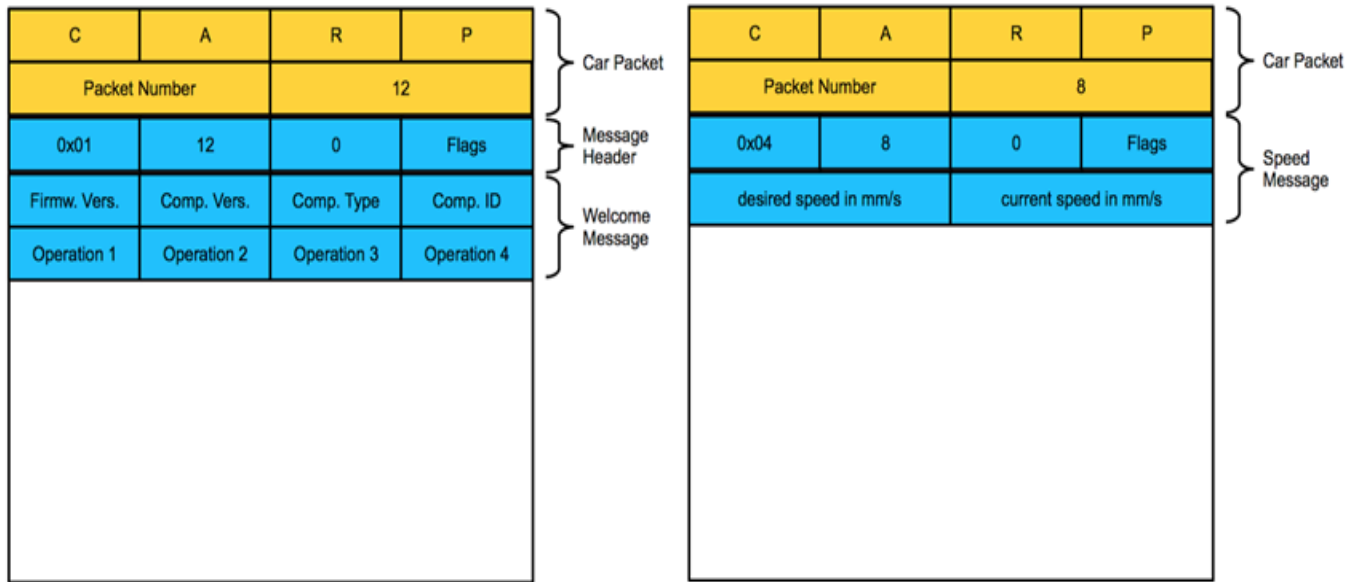 C A R P
Packet Number 12
Car Packet
0x01 12 0 Flags
Message
Header
Firmw. Vers. Comp. Vers. Comp. Type Comp. ID
Operation 1 Operation 2 Operation 3 Operation 4
Welcome
Message
C A R P
Packet Number 8
Car Packet
0x04 8 0 Flags
desired speed in mm/s current speed in mm/s
Speed
Message